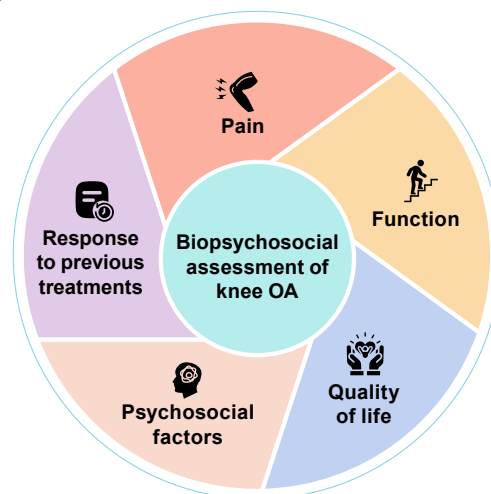 Pain
Function
Quality
of life
Psychosocial
factors
Response
to previous
treatments
Biopsychosocial
assessment of
knee OA